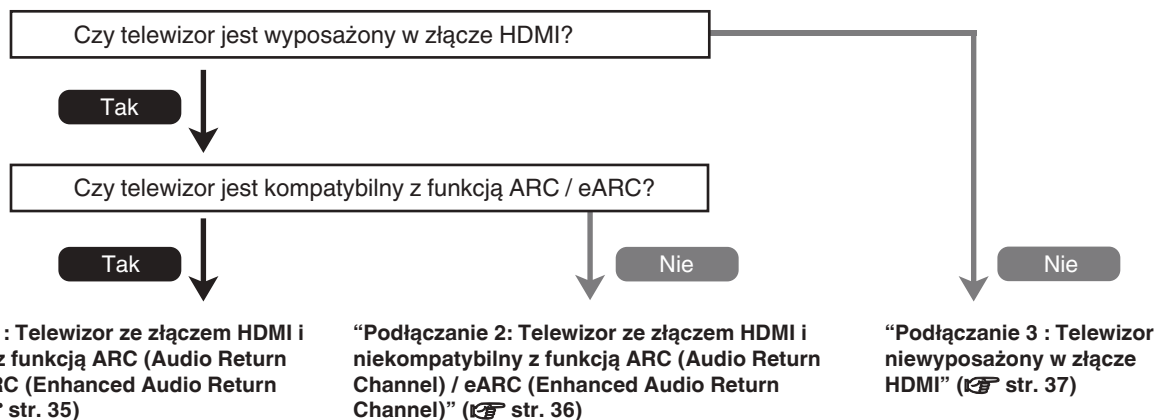 Czy telewizor jest wyposażony w złącze HDMI?
Tak
Czy telewizor jest kompatybilny z funkcją ARC / eARC?
Tak
Nie
Nie
: Telewizor ze złączem HDMI i
z funkcją ARC (Audio Return
RC (Enhanced Audio Return
str. 35)
“Podłączanie 2: Telewizor ze złączem HDMI i
niekompatybilny z funkcją ARC (Audio Return
Channel) / eARC (Enhanced Audio Return
Channel)” (☞ str. 36)
“Podłączanie 3 : Telewizor
niewyposażony w złącze
HDMI” (☞ str. 37)